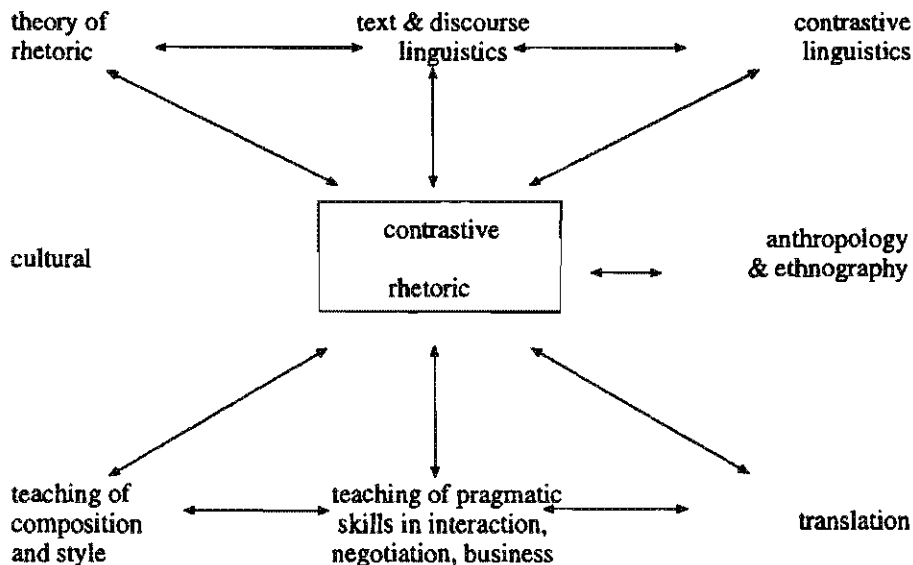 theory of
rhetoric
text & discourse
linguistics
contrastive
linguistics
cultural
contrastive
rhetoric
anthropology
& ethnography
teaching of
composition
and style
teaching of pragmatic
skills in interaction,
negotiation, business
translation